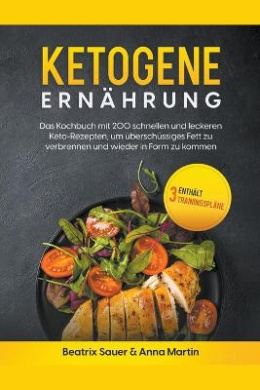 KETOGENE
ERNÄHRUNG
Das Kochbuch mit 200 schnellen und leckeren
Keto-Rezepten, um überschüssiges Fett zu
verbrennen und wieder in Form zu kommen
3 ENTHÄLT
TRAININGSPLÄNE
Beatrix Sauer & Anna Martin